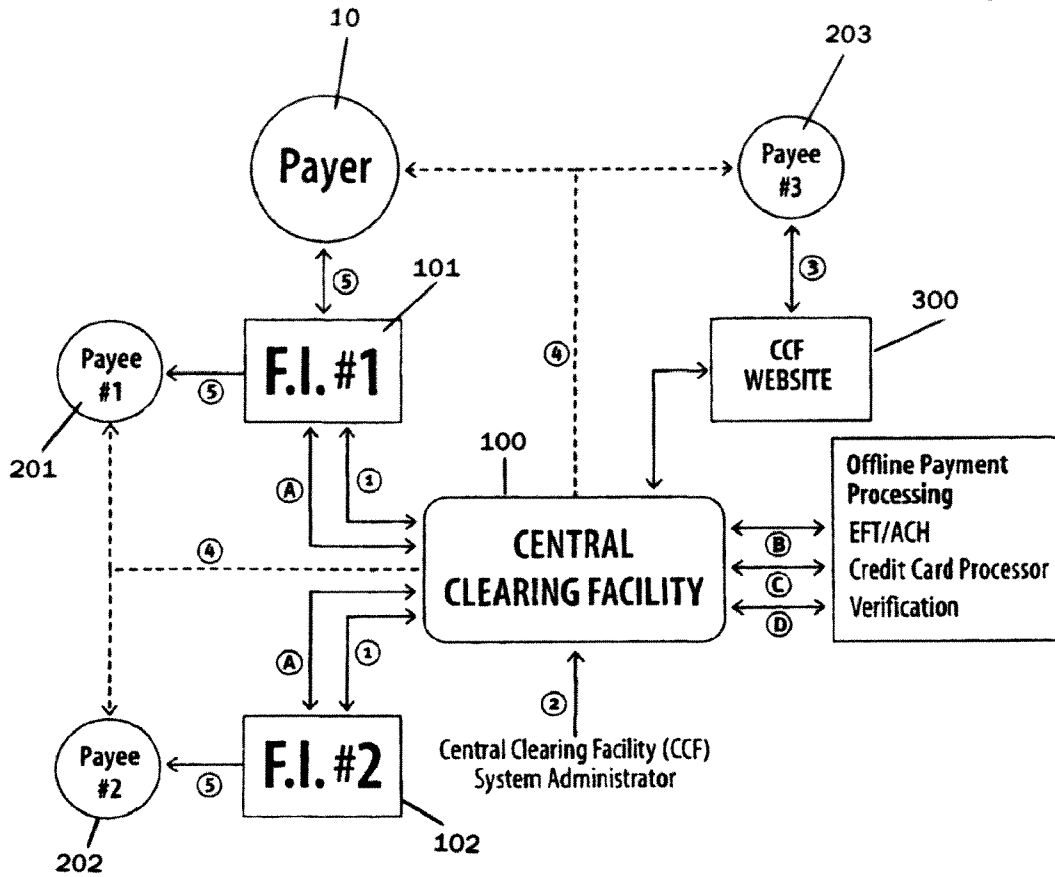 10
203
Payer
Payee
#3
101
5
3
300
Payee
#1
F.I. #1
5
4
CCF
WEBSITE
201
100
A
1
Offline Payment
Processing
EFT/ACH
Credit Card Processor
Verification
B
C
D
CENTRAL
CLEARING FACILITY
4
A
1
2
Central Clearing Facility (CCF)
System Administrator
Payee
#2
F.I. #2
5
202
102